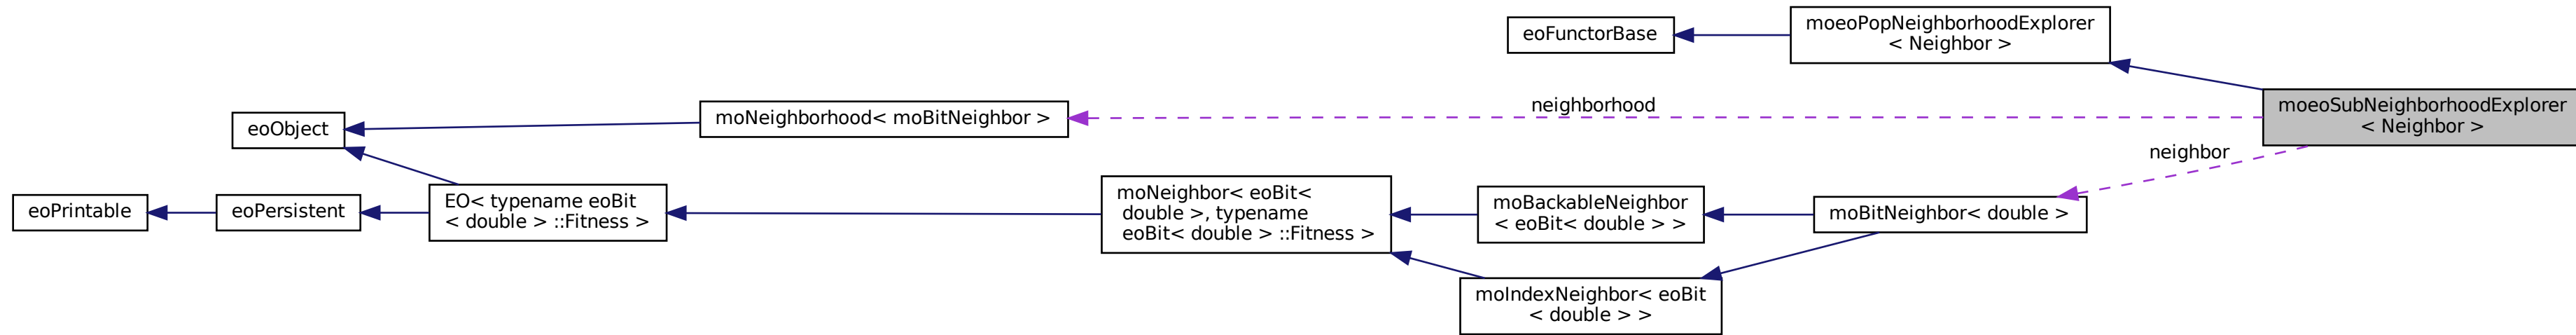 moeoPopNeighborhoodExplorer
< Neighbor >
eoFunctorBase
neighborhood
moeoSubNeighborhoodExplorer
< Neighbor >
moNeighborhood< moBitNeighbor >
eoObject
neighbor
eoPrintable
eoPersistent
EO< typename eoBit
< double > ::Fitness >
moNeighbor< eoBit<
double >, typename
eoBit< double > ::Fitness >
moBackableNeighbor
< eoBit< double > >
moBitNeighbor< double >
moIndexNeighbor< eoBit
< double > >